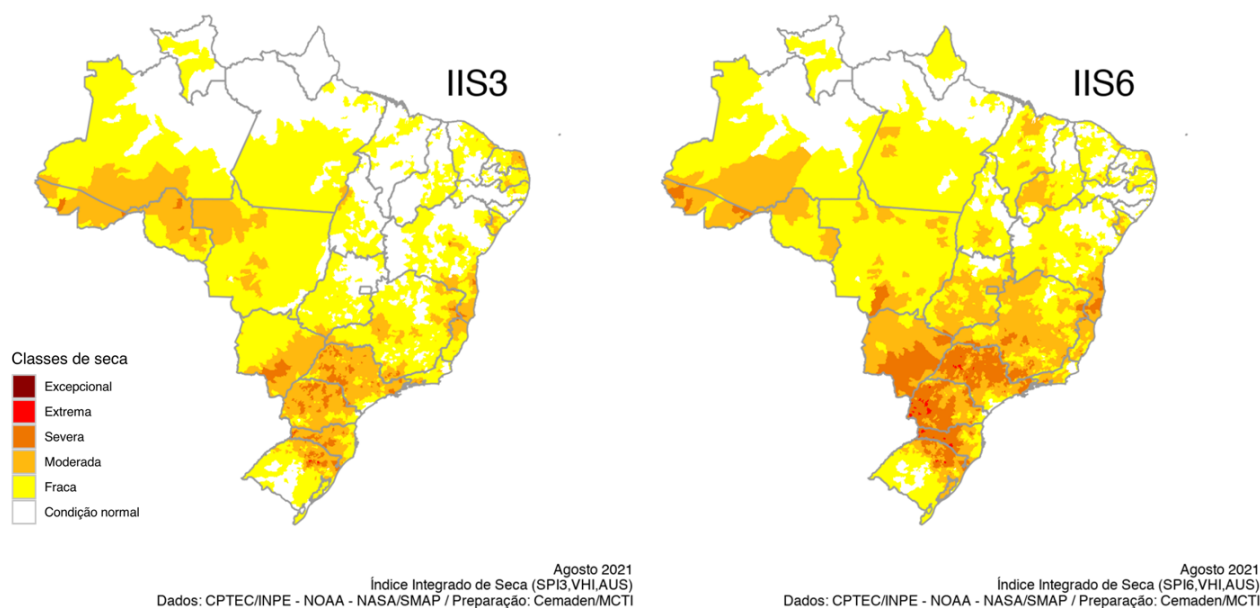 IIS3
IIS6
Classes de seca
Excepcional
Extrema
Severa
Moderada
Fraca
Condição normal
Agosto 2021
Índice Integrado de Seca (SPI3,VHI,AUS)
Dados: CPTEC/INPE - NOAA - NASA/SMAP / Preparação: Cemaden/MCTI
Agosto 2021
Índice Integrado de Seca (SPI6,VHI,AUS)
Dados: CPTEC/INPE - NOAA - NASA/SMAP / Preparação: Cemaden/MCTI